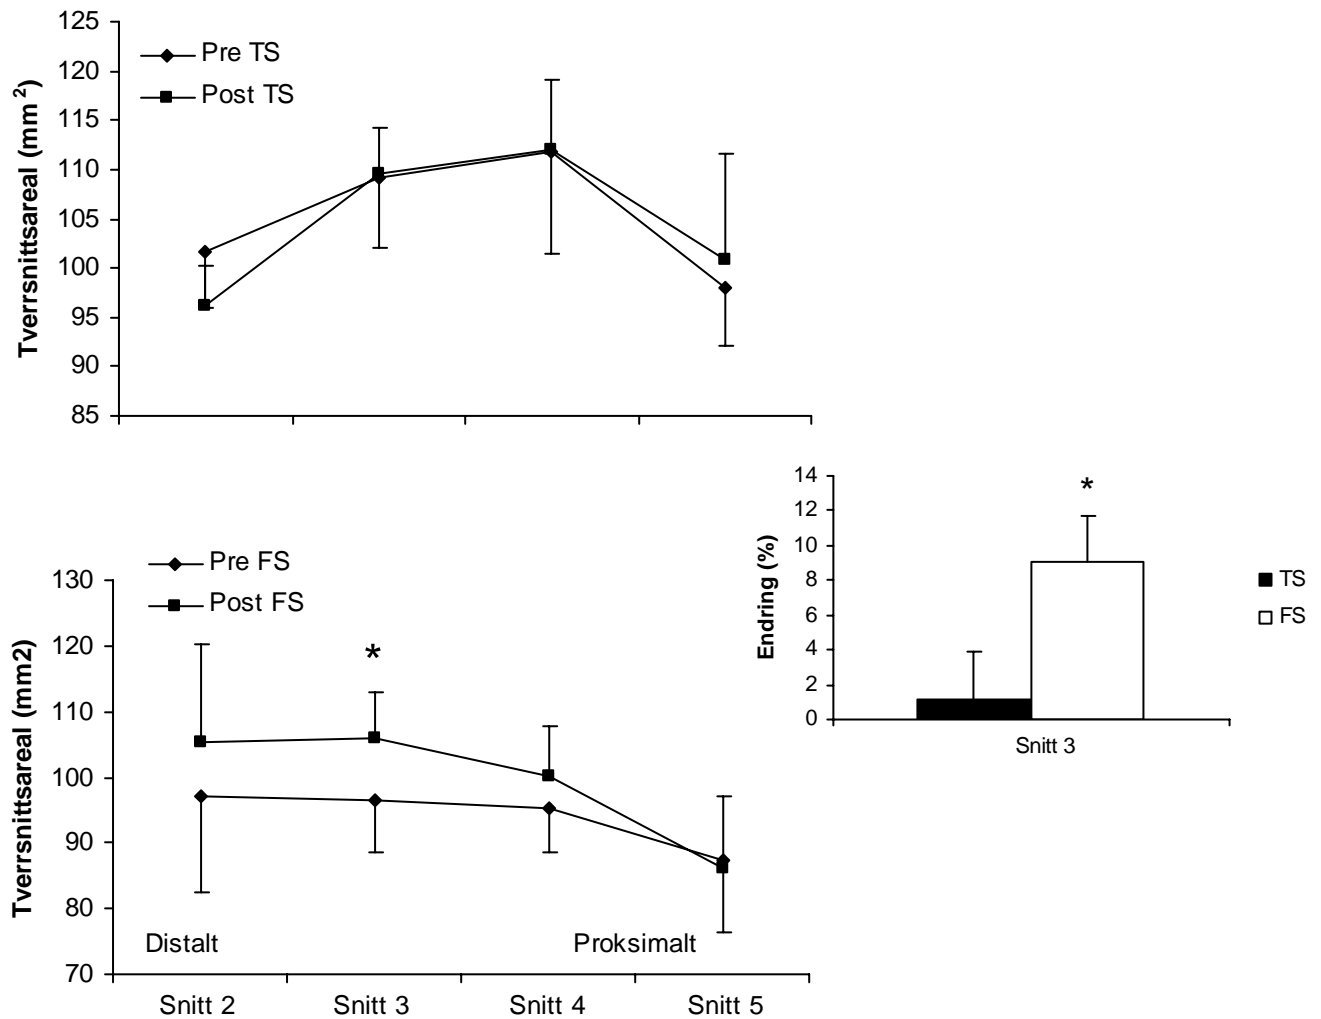 Tverrsnittsareal (mm²)
125
120
115
110
105
100
95
90
85
Pre TS
Post TS
Tverrsnittsareal (mm2)
130
120
110
100
90
80
70
Pre FS
Post FS
*
Distalt Proksimalt
Snitt 2 Snitt 3 Snitt 4 Snitt 5
Endring (%)
14
12
10
8
6
4
2
0
*
Snitt 3
TS
FS